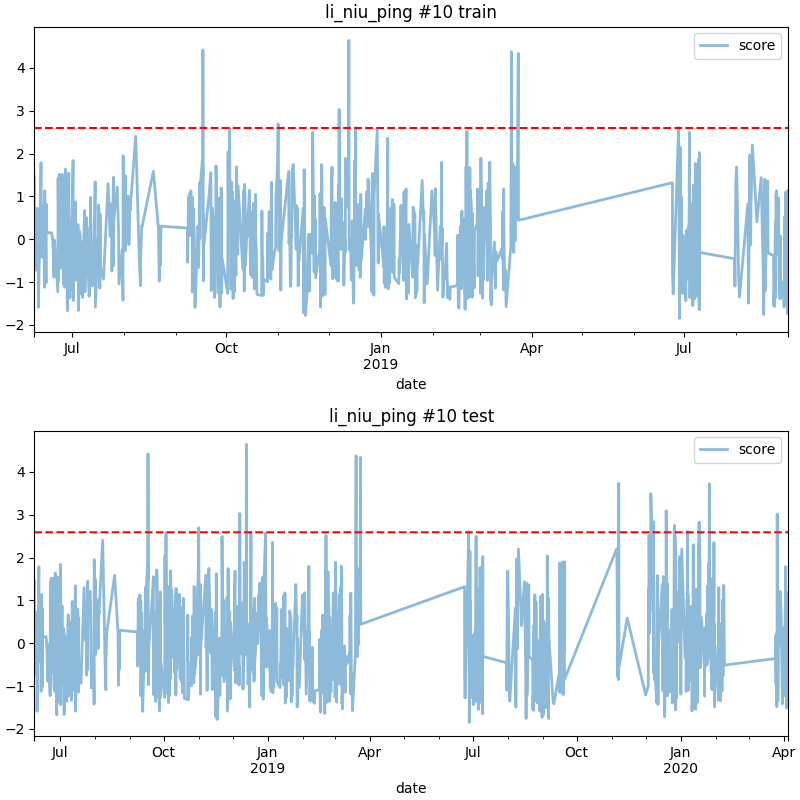 li_niu_ping #10 train
score
4
3
2
1
0
−1
−2
Jul
Oct
Jan
2019
Apr
Jul
date
li_niu_ping #10 test
score
4
3
2
1
0
−1
−2
Jul
Oct
Jan
2019
Apr
Jul
Oct
Jan
2020
Apr
date